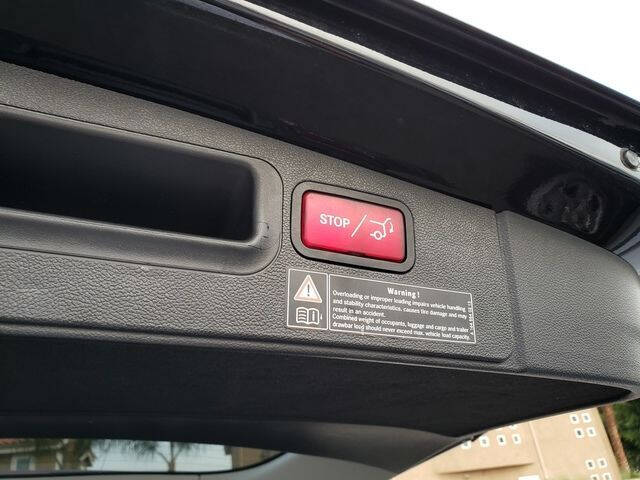 STOP /
Warning!
Overloading or improper loading impairs vehicle handling
and stability characteristics, causes tire damage and may
result in an accident.
Combined weight of occupants, luggage and cargo and trailer
drawbar load should never exceed max. vehicle load capacity.